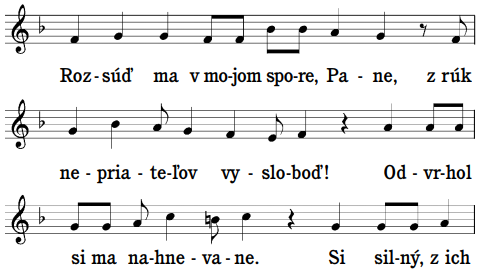 Roz-súď ma v mo-jom spo-re, Pa - ne, z rúk
ne - pria - te-ľov vy - slo-boď! Od - vr-hol
si ma na-hne - va - ne. Si sil-ný, z ich